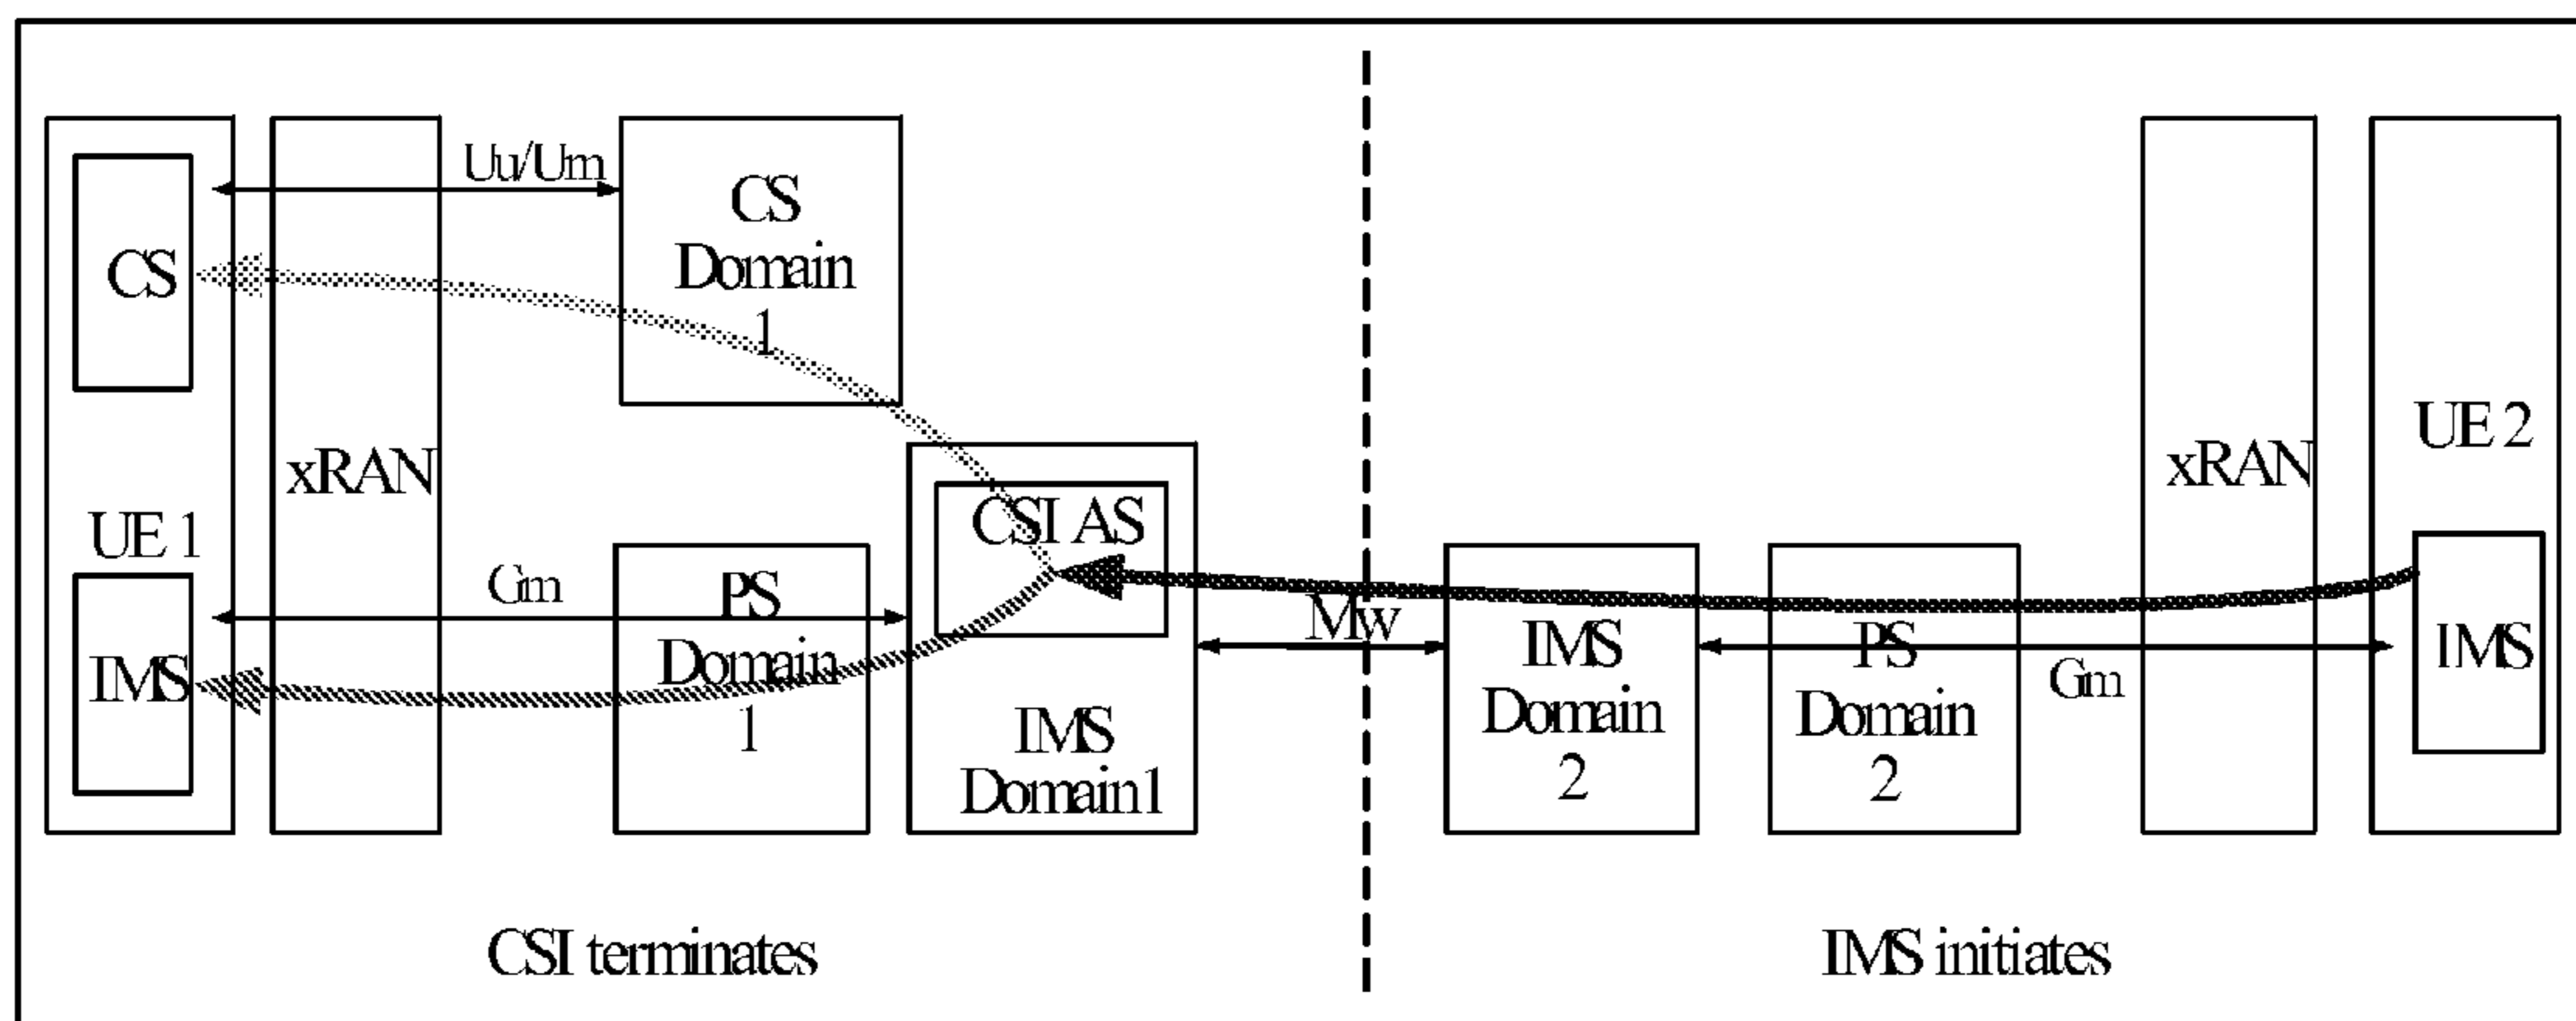 Uu/Um
CS
Domain
1
CS
xRAN
UE 1
Gm
PS
Domain
1
IMS
CSI AS
IMS
Domain1
Mw
IMS
Domain
2
PS
Domain
2
Gm
xRAN
UE 2
IMS
CSI terminates
IMS initiates